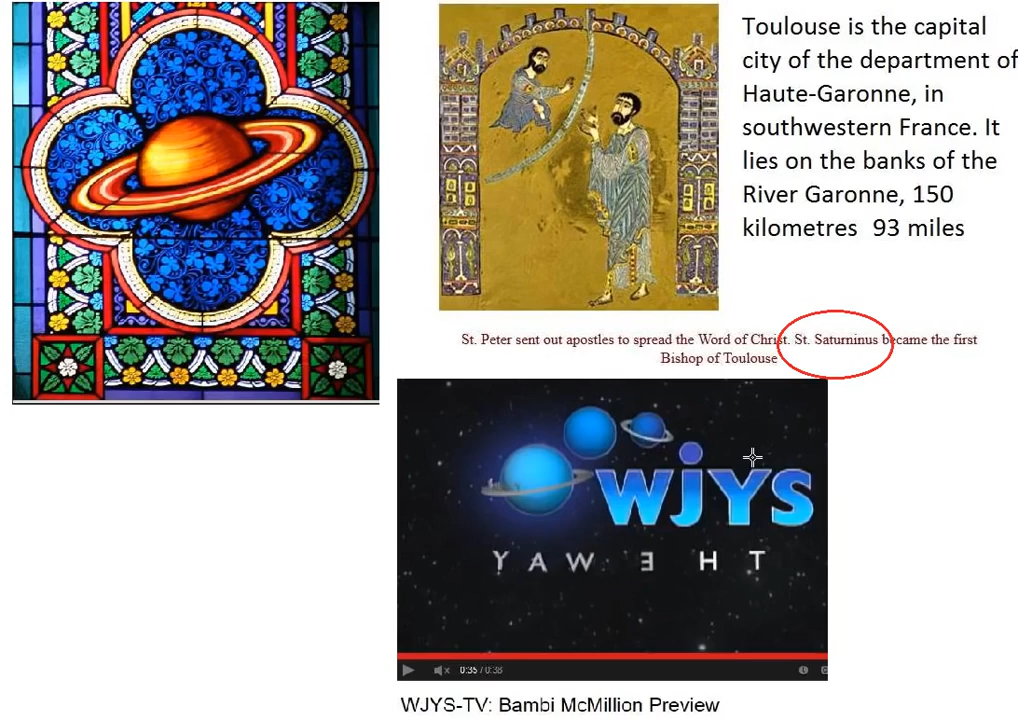 Toulouse is the capital
city of the department of
Haute-Garonne, in
southwestern France. It
lies on the banks of the
River Garonne, 150
kilometres  93 miles
St. Peter sent out apostles to spread the Word of Christ. St. Saturninus became the first
Bishop of Toulouse
WJYS
YAWƎHT
0:35 / 0:38
WJYS-TV: Bambi McMillion Preview